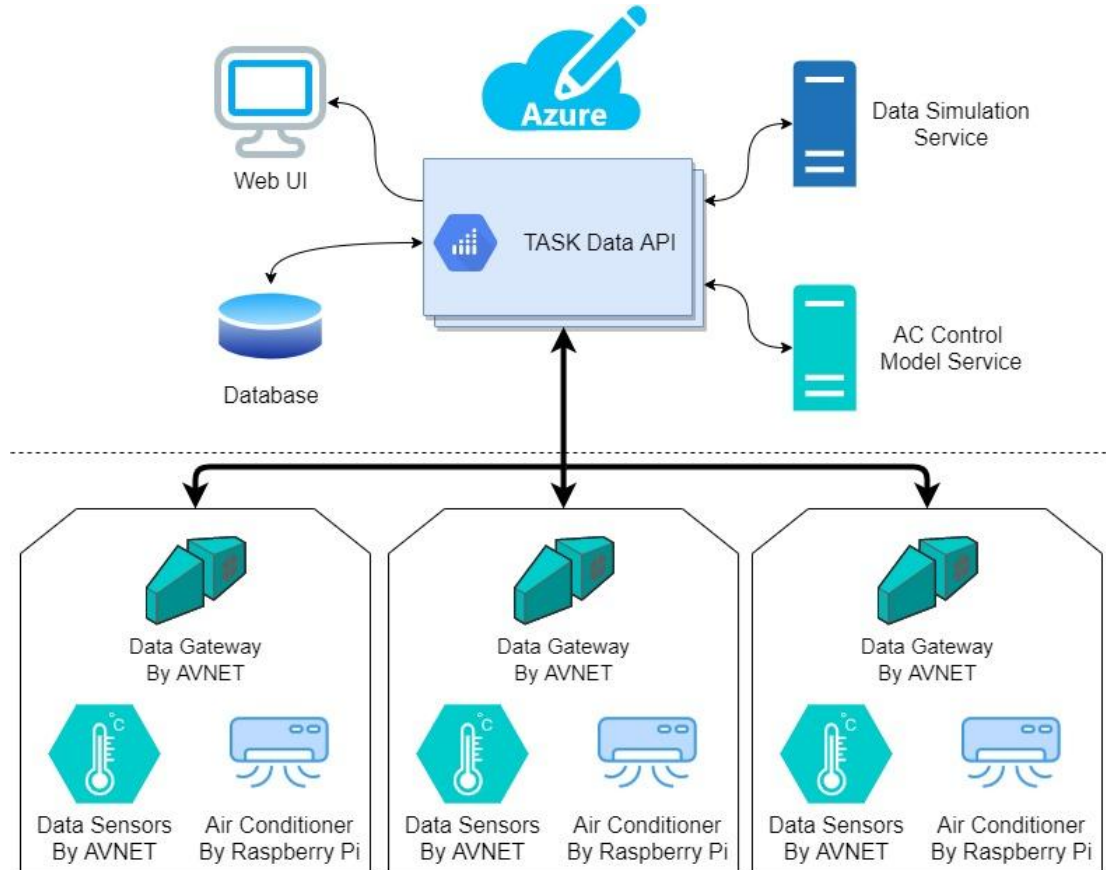 Azure
Web UI
Data Simulation
Service
TASK Data API
Database
AC Control
Model Service
Data Gateway
By AVNET
°C
Data Sensors
By AVNET
Air Conditioner
By Raspberry Pi
Data Gateway
By AVNET
°C
Data Sensors
By AVNET
Air Conditioner
By Raspberry Pi
Data Gateway
By AVNET
°C
Data Sensors
By AVNET
Air Conditioner
By Raspberry Pi